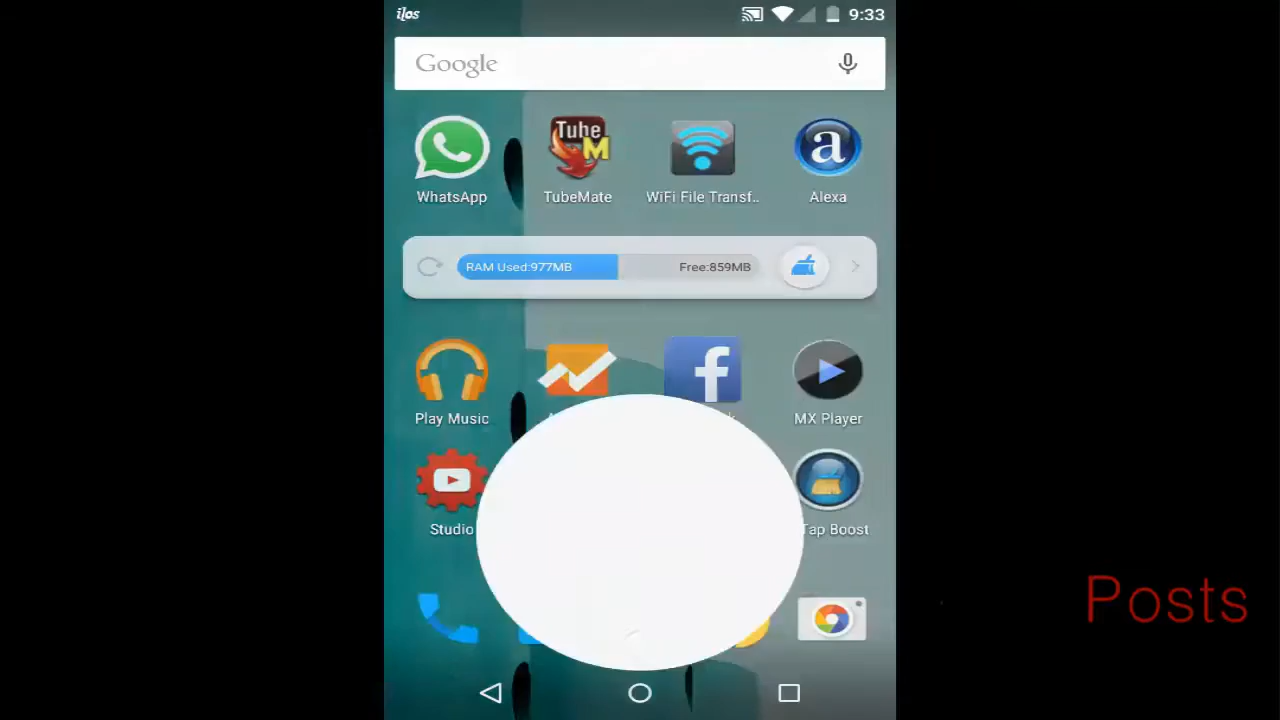 ilos 9:33
Google
Tube
M
a
WhatsApp TubeMate WiFi File Transf.. Alexa
RAM Used:977MB Free:859MB
f
Play Music MX Player
Studio Tap Boost
Posts